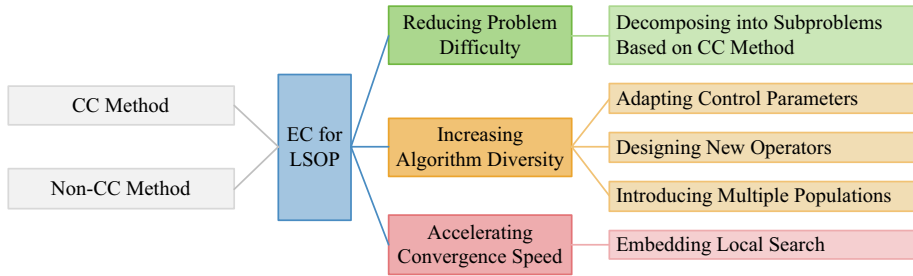 CC Method
Non-CC Method
EC for
LSOP
Reducing Problem
Difficulty
Decomposing into Subproblems
Based on CC Method
Increasing
Algorithm Diversity
Adapting Control Parameters
Designing New Operators
Introducing Multiple Populations
Accelerating
Convergence Speed
Embedding Local Search